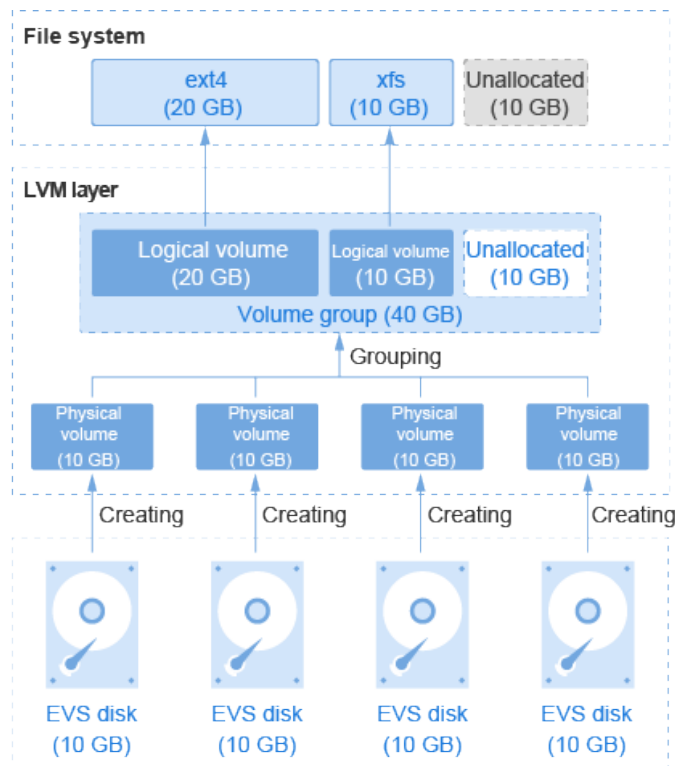 File system
ext4
(20 GB)
xfs
(10 GB)
Unallocated
(10 GB)
LVM layer
Logical volume
(20 GB)
Logical volume
(10 GB)
Unallocated
(10 GB)
Volume group (40 GB)
Grouping
Physical
volume
(10 GB)
Physical
volume
(10 GB)
Physical
volume
(10 GB)
Physical
volume
(10 GB)
Creating
Creating
Creating
Creating
EVS disk
(10 GB)
EVS disk
(10 GB)
EVS disk
(10 GB)
EVS disk
(10 GB)